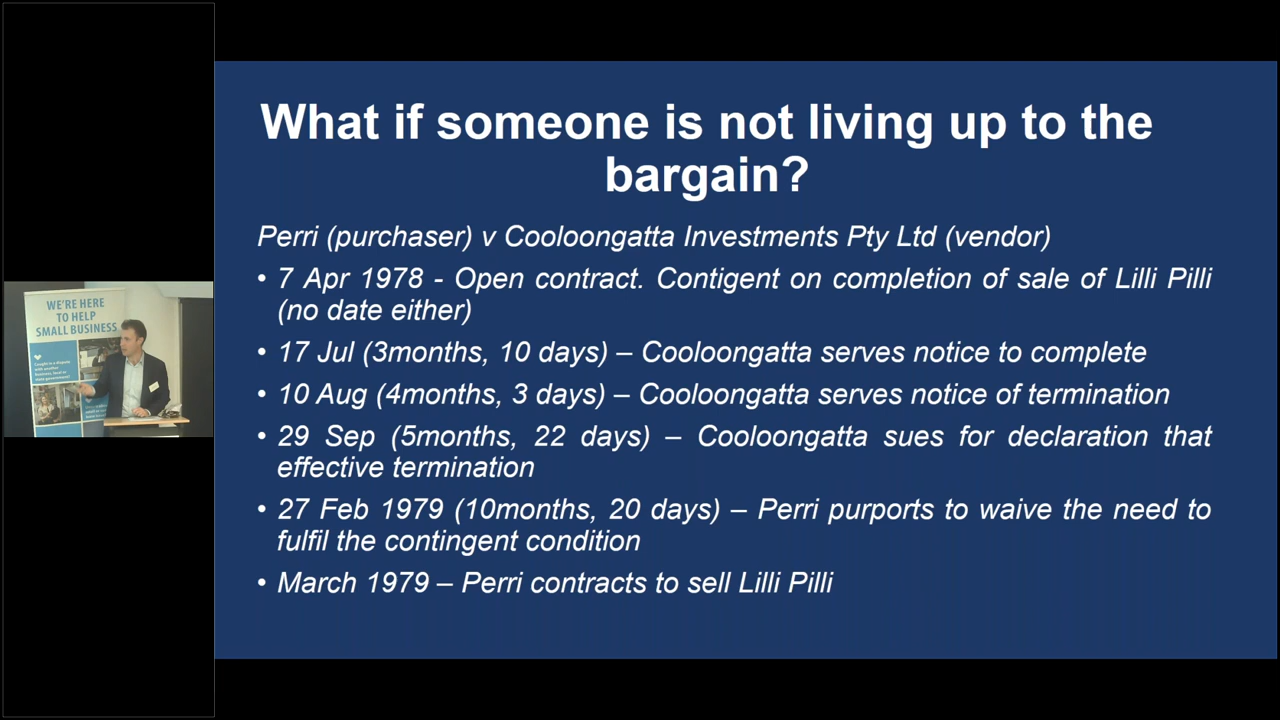 What if someone is not living up to the
bargain?
Perri (purchaser) v Cooloongatta Investments Pty Ltd (vendor)
• 7 Apr 1978 - Open contract. Contigent on completion of sale of Lilli Pilli
(no date either)
• 17 Jul (3months, 10 days) – Cooloongatta serves notice to complete
• 10 Aug (4months, 3 days) – Cooloongatta serves notice of termination
• 29 Sep (5months, 22 days) – Cooloongatta sues for declaration that
effective termination
• 27 Feb 1979 (10months, 20 days) – Perri purports to waive the need to
fulfil the contingent condition
• March 1979 – Perri contracts to sell Lilli Pilli
WE'RE HERE
TO HELP
SMALL BUSINESS